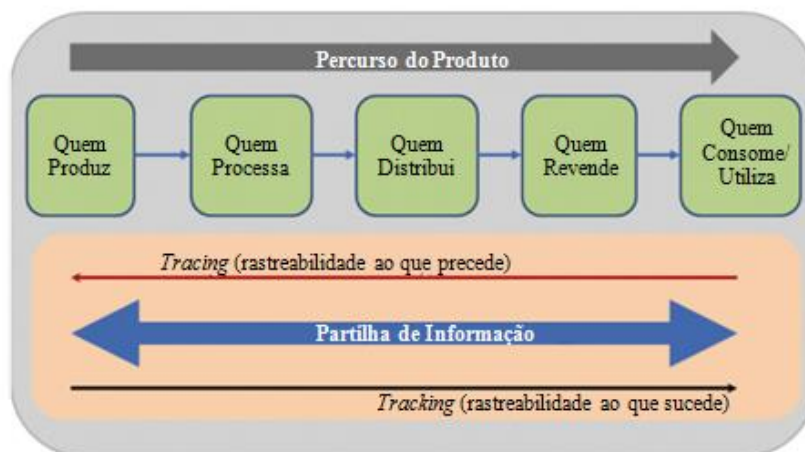 Percurso do Produto
Quem
Produz
Quem
Processa
Quem
Distribui
Quem
Revende
Quem
Consome/
Utiliza
Tracing (rastreabilidade ao que precede)
Partilha de Informação
Tracking (rastreabilidade ao que sucede)